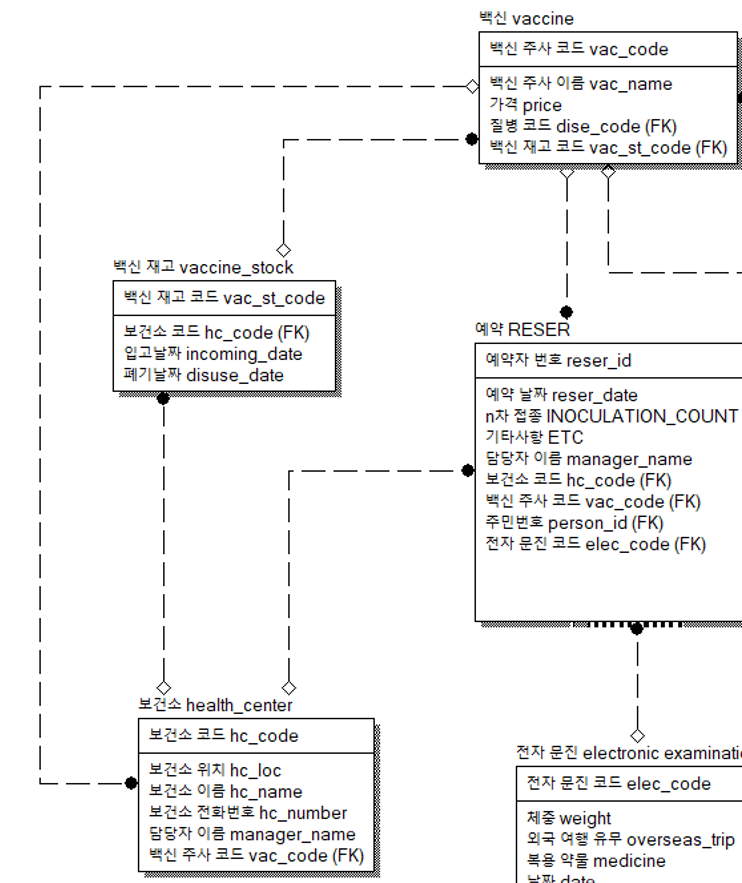 백신 vaccine
백신 주사 코드 vac_code
백신 주사 이름 vac_name
가격 price
질병 코드 dise_code (FK)
백신 재고 코드 vac_st_code (FK)
백신 재고 vaccine_stock
백신 재고 코드 vac_st_code
보건소 코드 hc_code (FK)
입고날짜 incoming_date
폐기날짜 disuse_date
예약 RESER
예약자 번호 reser_id
예약 날짜 reser_date
n차 접종 INOCULATION_COUNT
기타사항 ETC
담당자 이름 manager_name
보건소 코드 hc_code (FK)
백신 주사 코드 vac_code (FK)
주민번호 person_id (FK)
전자 문진 코드 elec_code (FK)
보건소 health_center
보건소 코드 hc_code
보건소 위치 hc_loc
보건소 이름 hc_name
보건소 전화번호 hc_number
담당자 이름 manager_name
백신 주사 코드 vac_code (FK)
전자 문진 electronic examinati
전자 문진 코드 elec_code
체중 weight
외국 여행 유무 overseas_trip
복용 약물 medicine
날짜 date